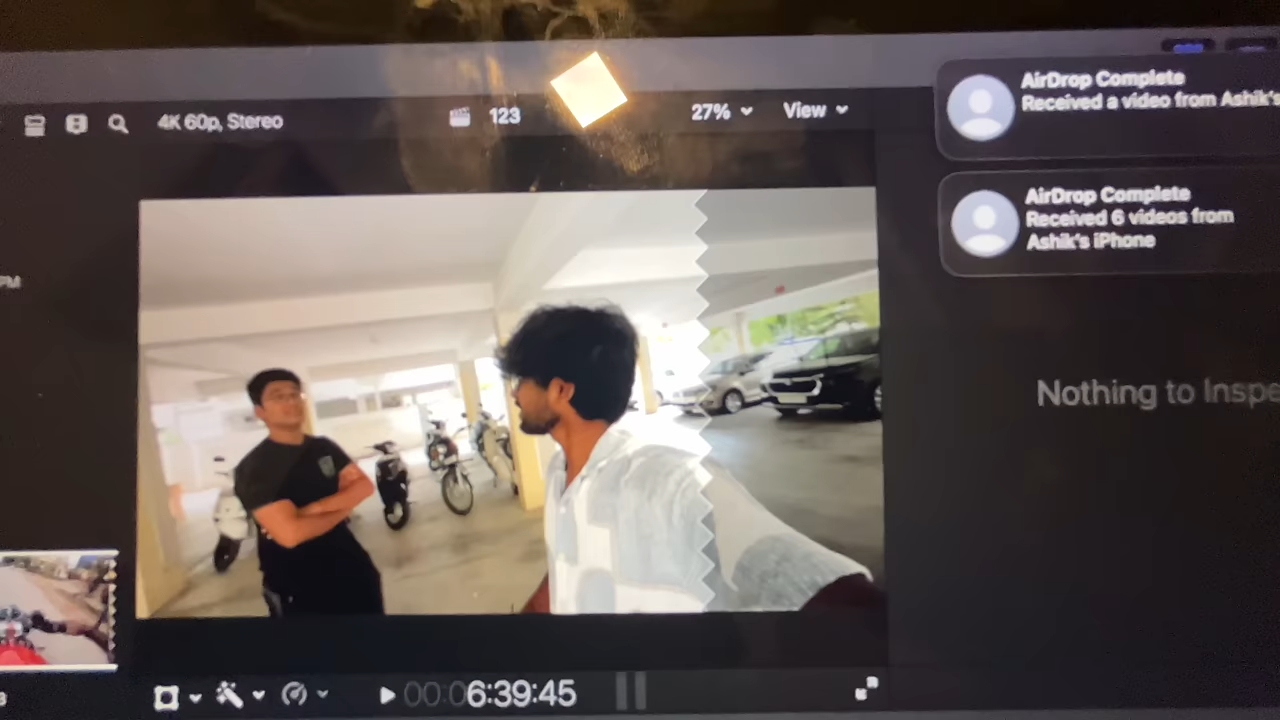 4K 60p, Stereo
123
27%
View
AirDrop Complete
Received a video from Ashik's
AirDrop Complete
Received 6 videos from
Ashik's iPhone
PM
Nothing to Inspe
00:06:39:45